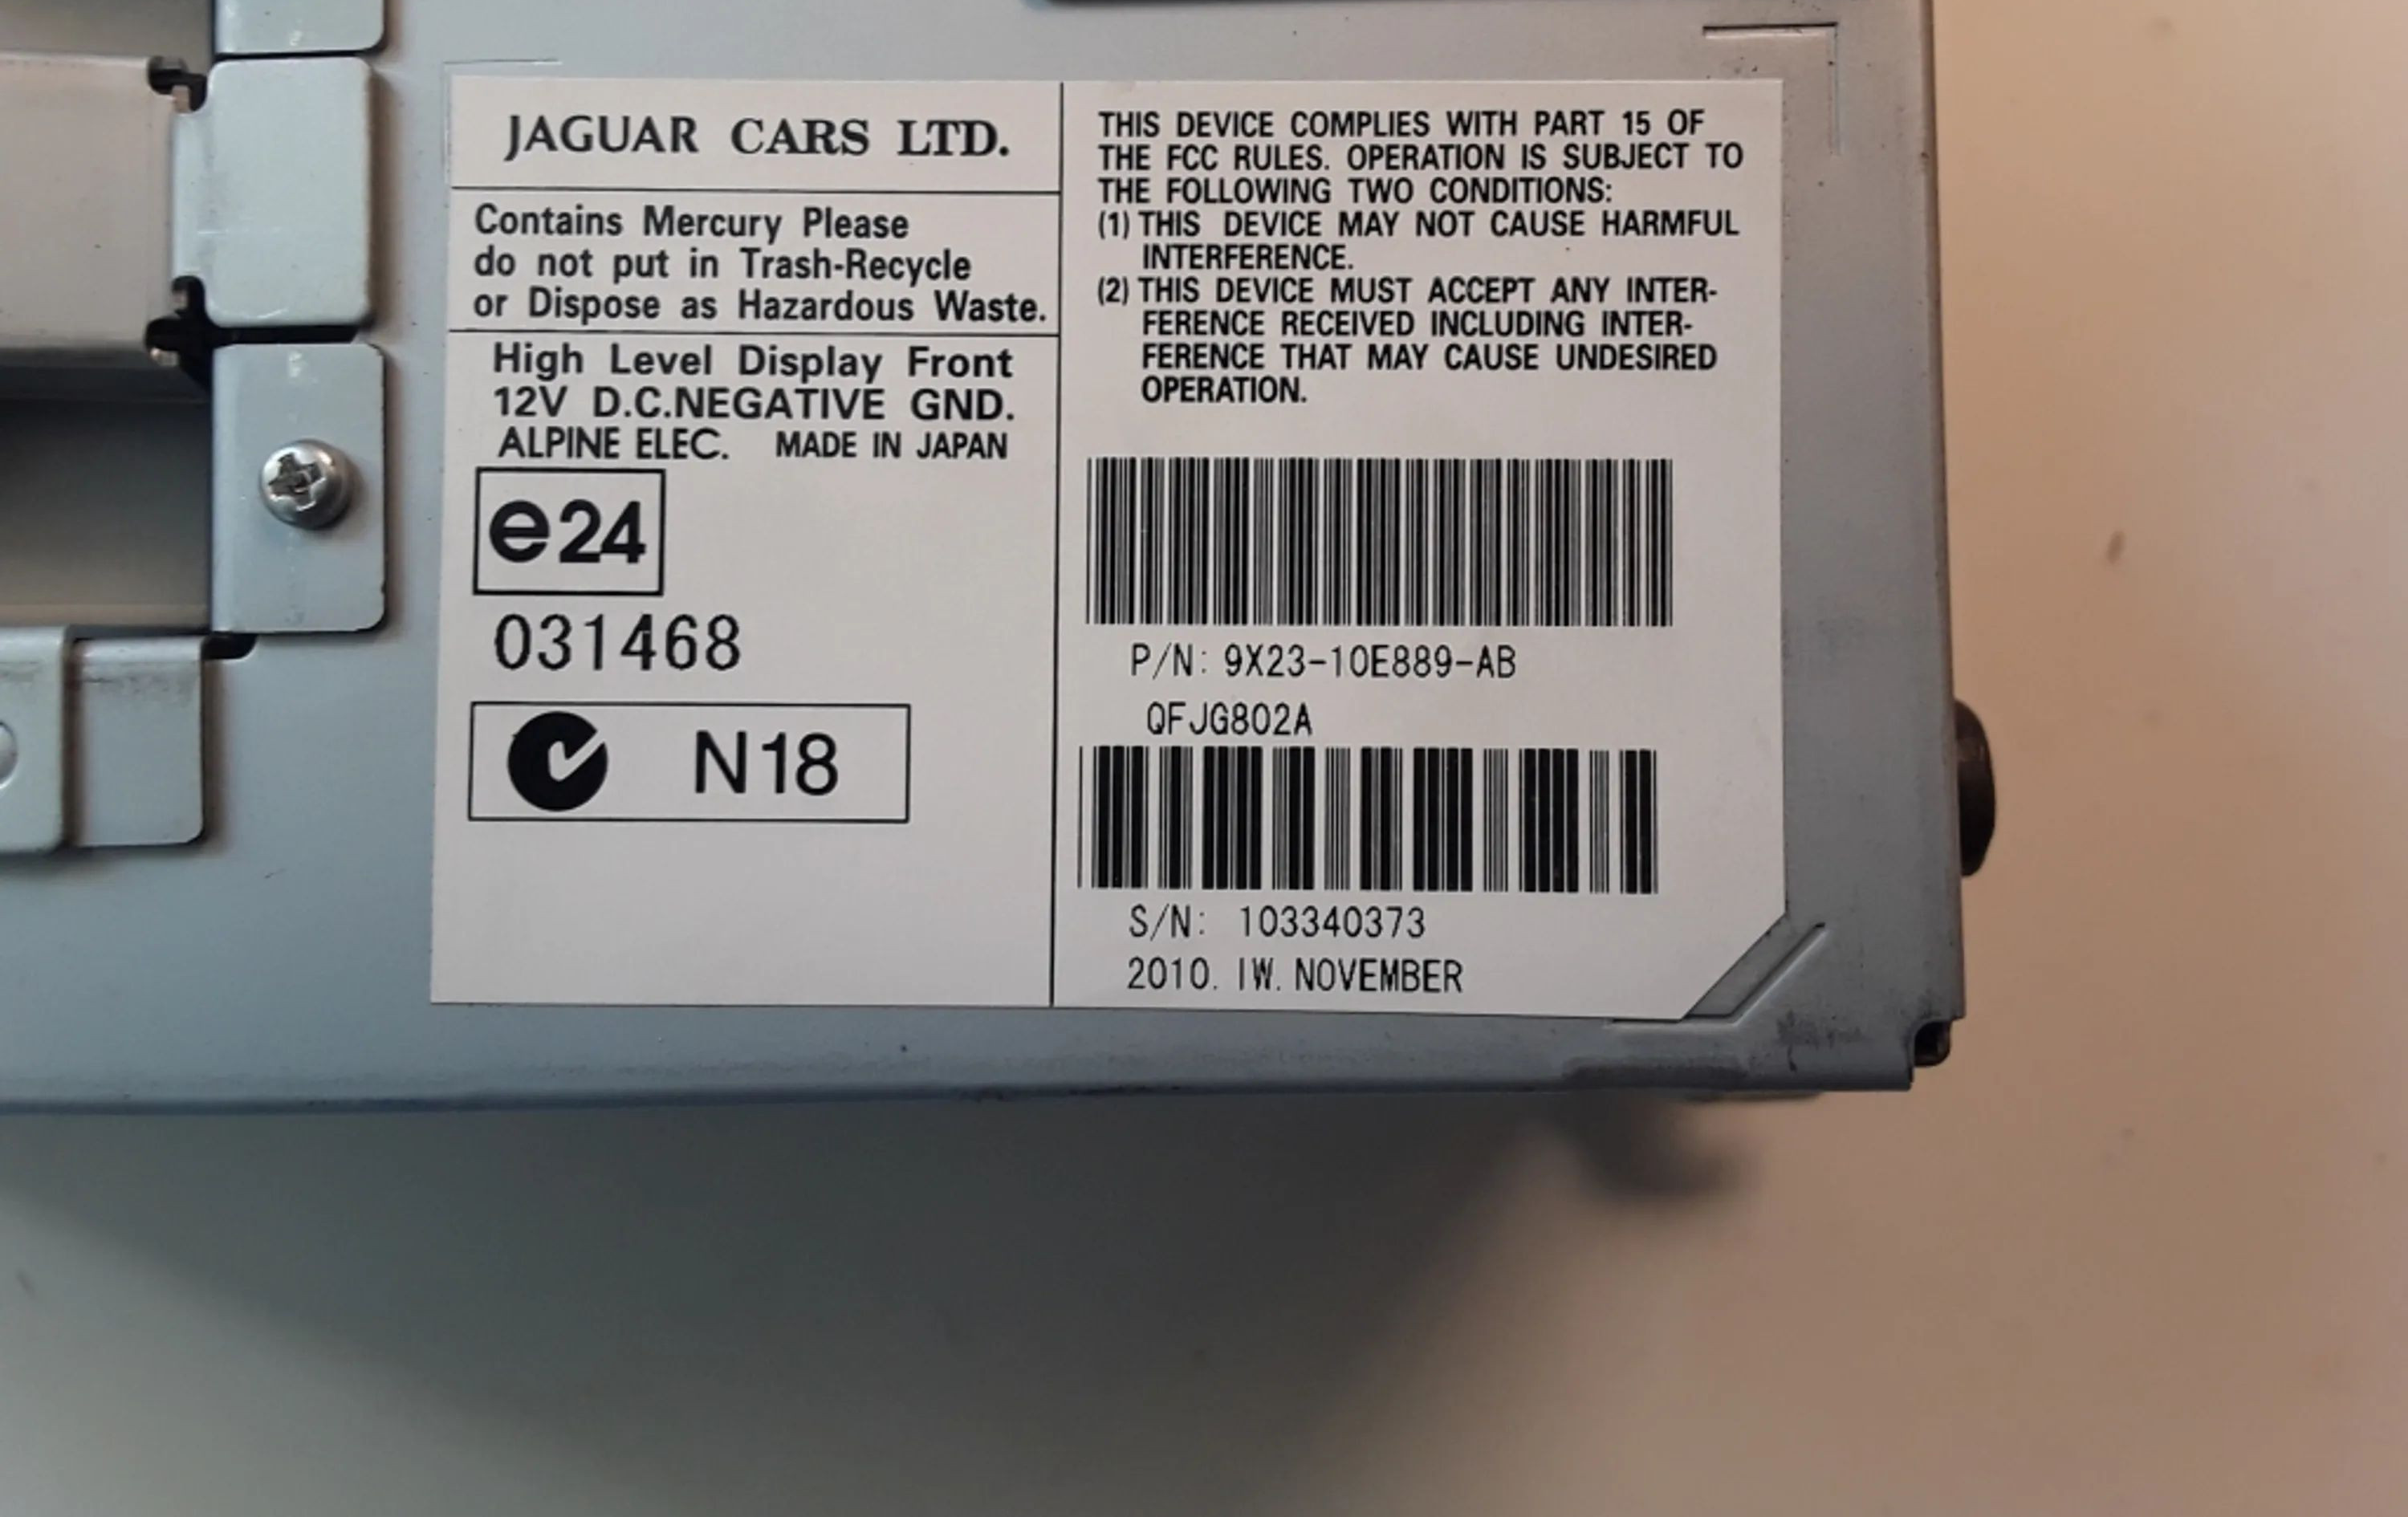 JAGUAR CARS LTD.
Contains Mercury Please
do not put in Trash-Recycle
or Dispose as Hazardous Waste.
High Level Display Front
12V D.C.NEGATIVE GND.
ALPINE ELEC. MADE IN JAPAN
e24
031468
N18
THIS DEVICE COMPLIES WITH PART 15 OF
THE FCC RULES. OPERATION IS SUBJECT TO
THE FOLLOWING TWO CONDITIONS:
(1) THIS DEVICE MAY NOT CAUSE HARMFUL
INTERFERENCE.
(2) THIS DEVICE MUST ACCEPT ANY INTER-
FERENCE RECEIVED INCLUDING INTER-
FERENCE THAT MAY CAUSE UNDESIRED
OPERATION.
P/N: 9X23-10E889-AB
QFJG802A
S/N: 103340373
2010. IW. NOVEMBER